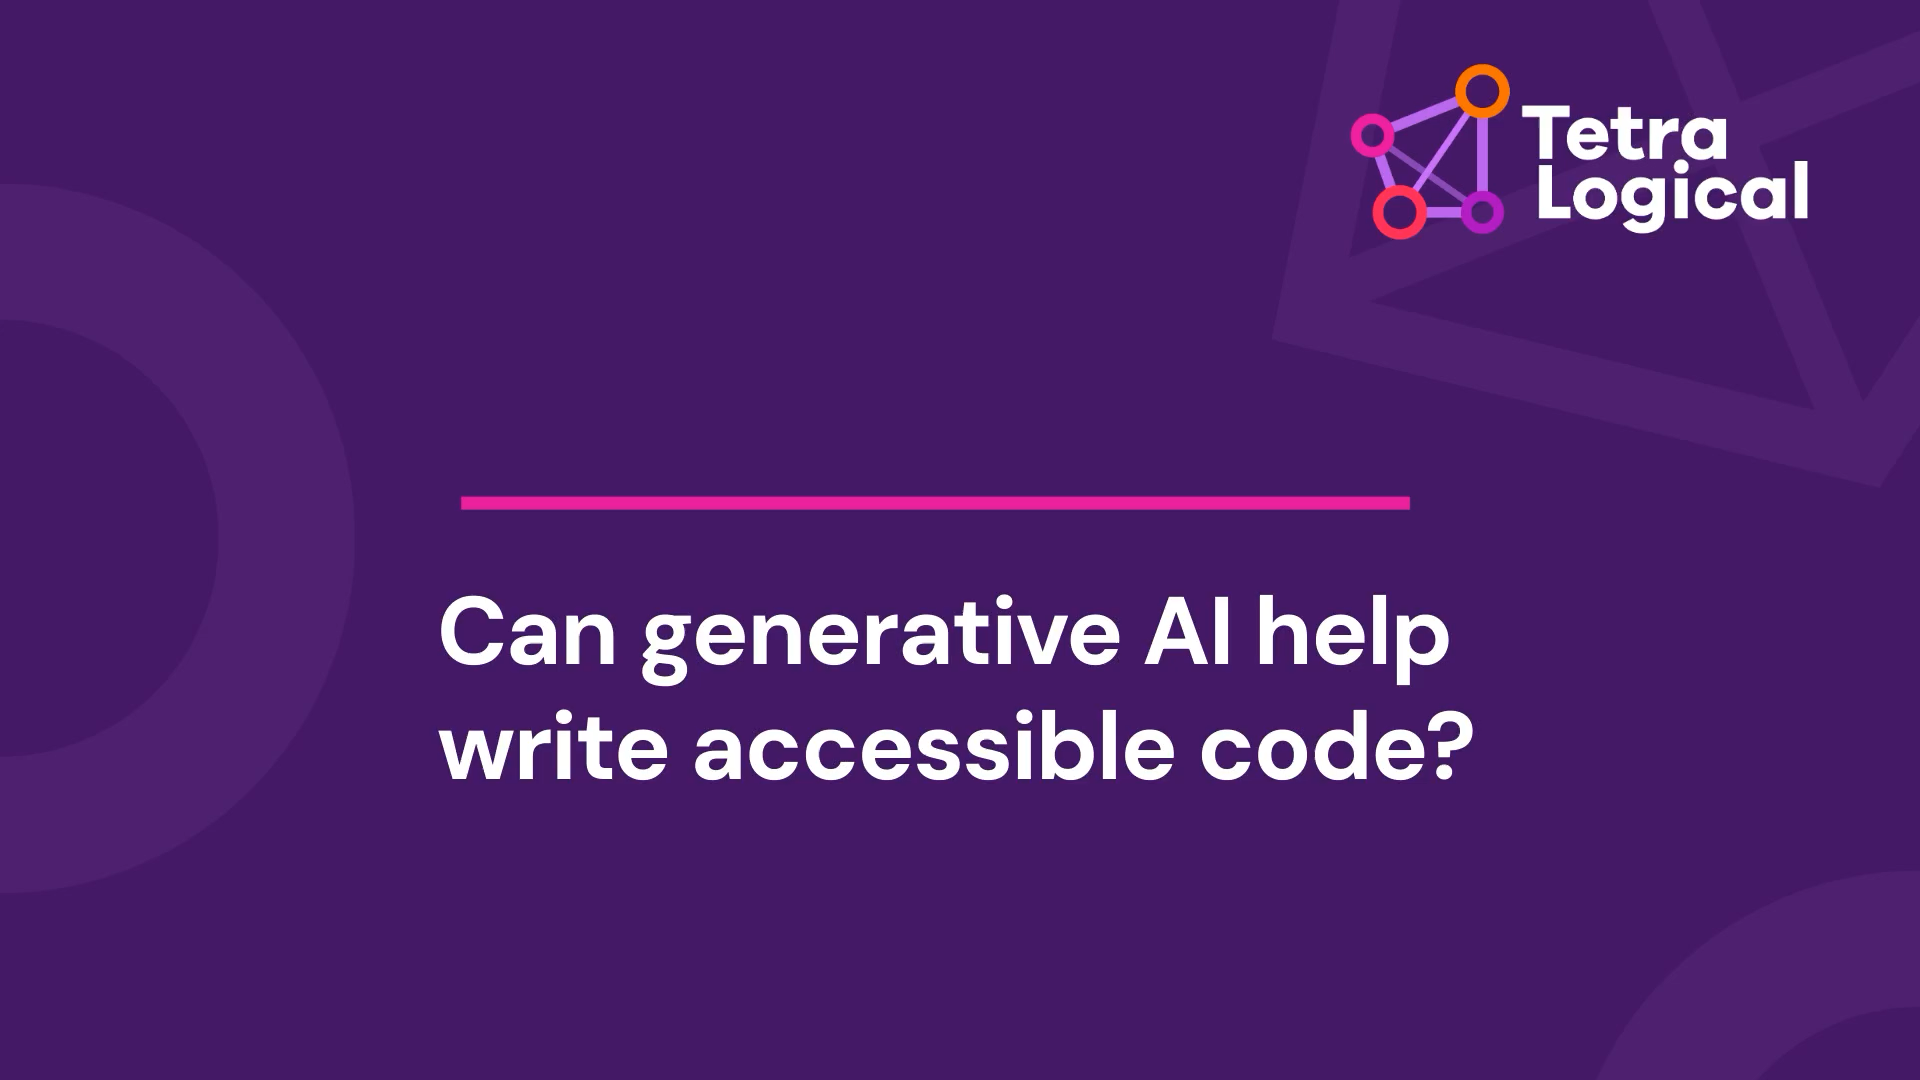 Tetra
Logical
Can generative AI help
write accessible code?